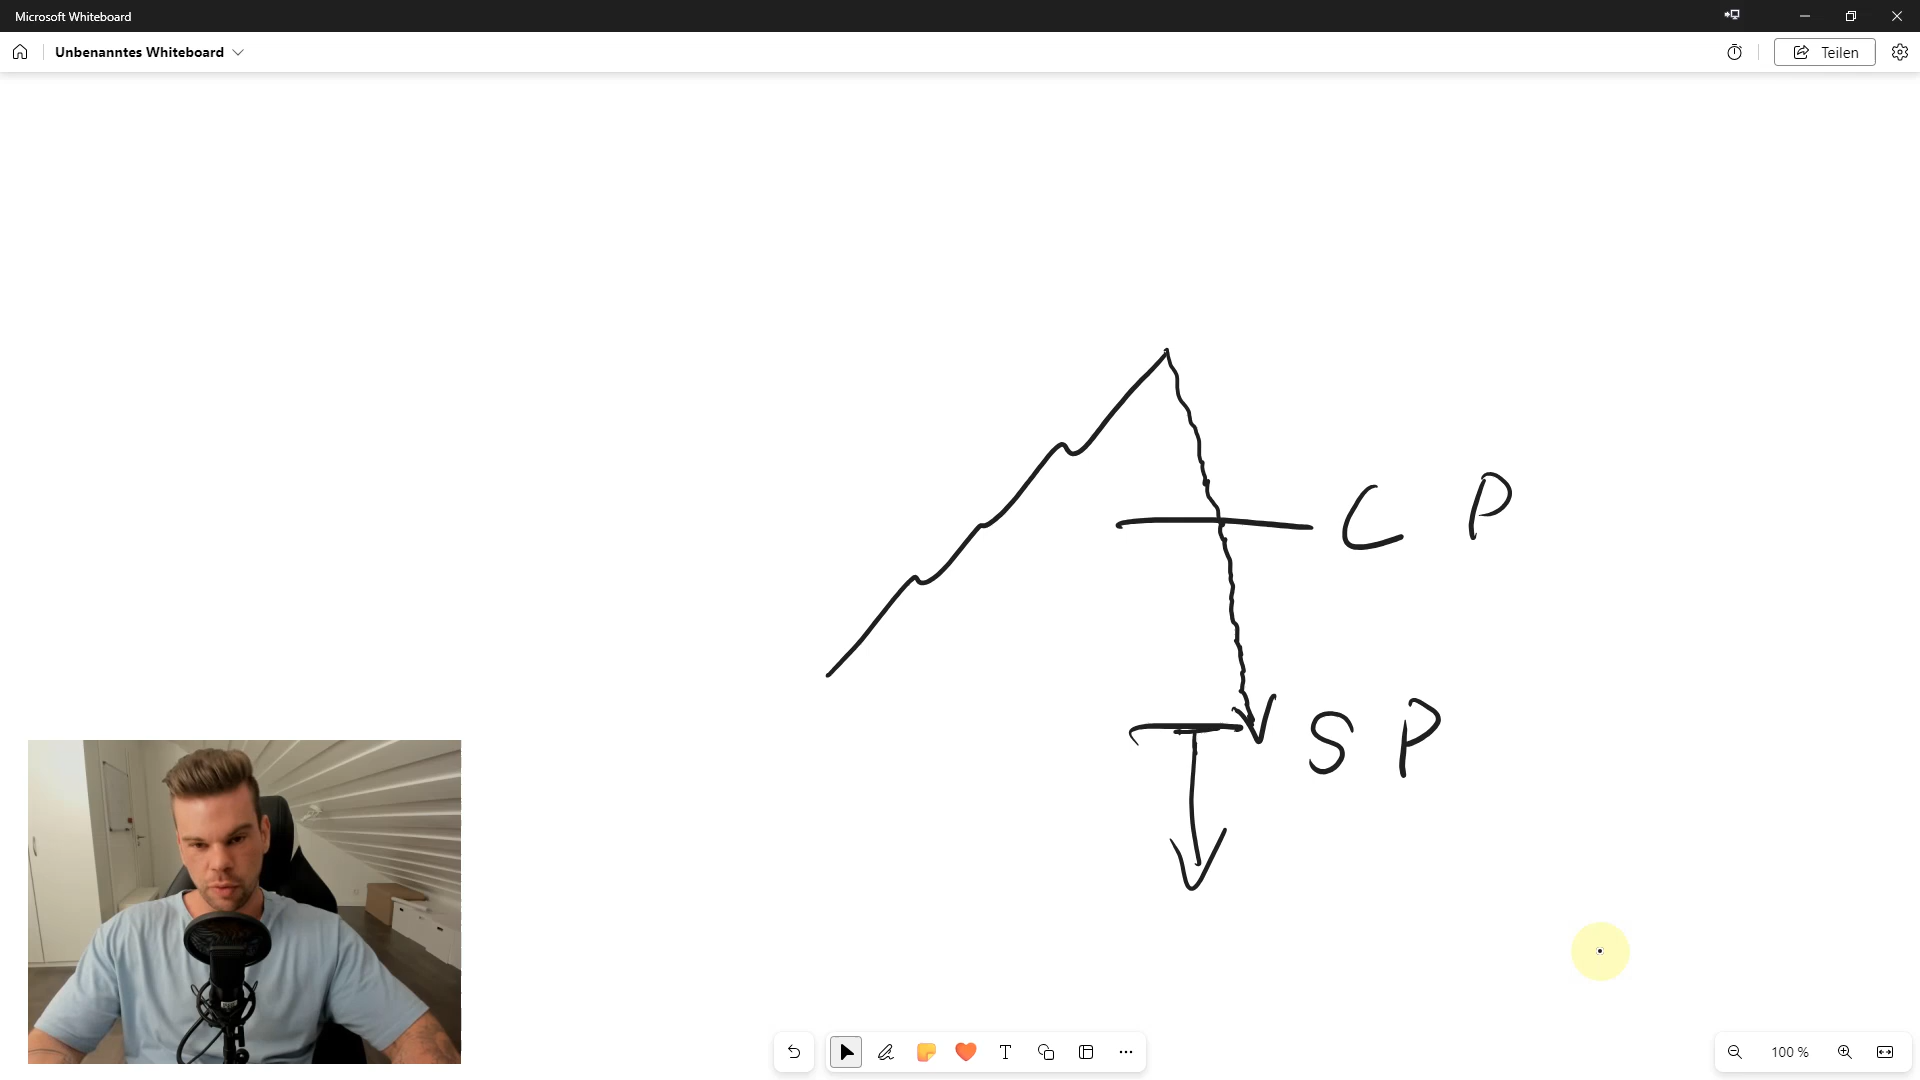 Microsoft Whiteboard
Unbenanntes Whiteboard
Teilen
C P
S P
100 %